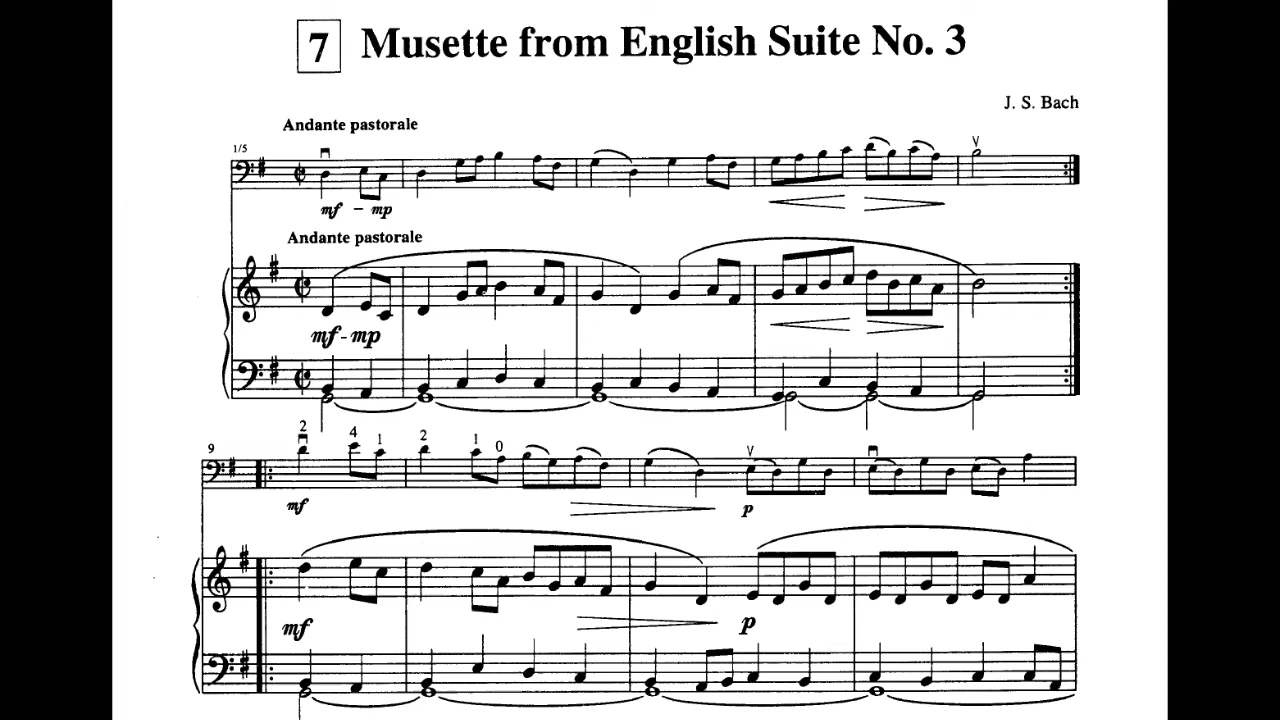 7 Musette from English Suite No. 3
J. S. Bach
Andante pastorale
1/5
mf - mp
Andante pastorale
mf - mp
9
2 4 1 2 1 0
mf
p
mf
p